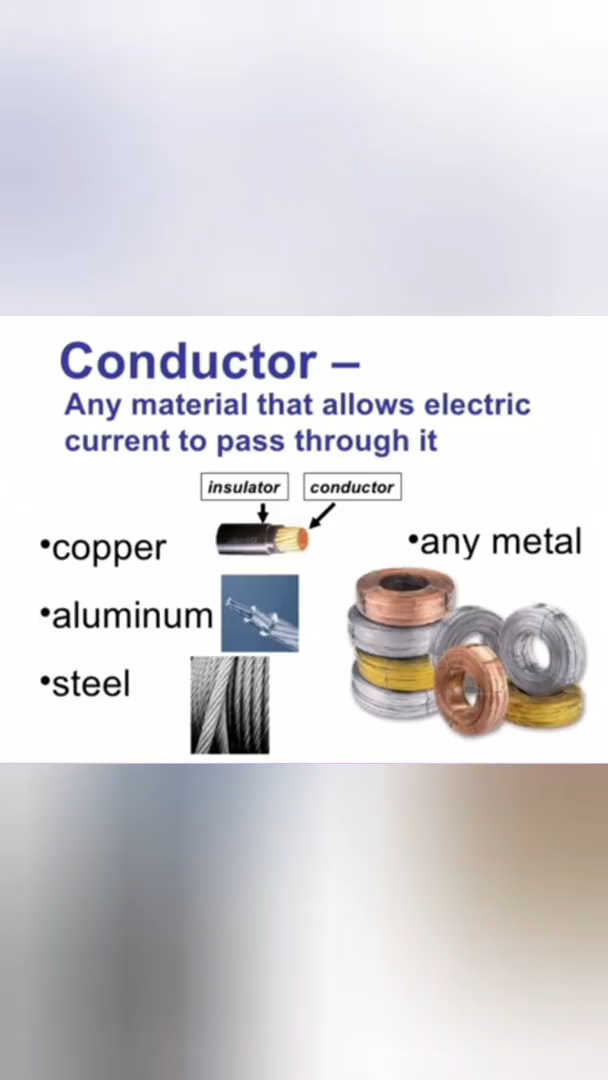 Conductor –
Any material that allows electric
current to pass through it
insulator
conductor
•copper
•any metal
•aluminum
•steel